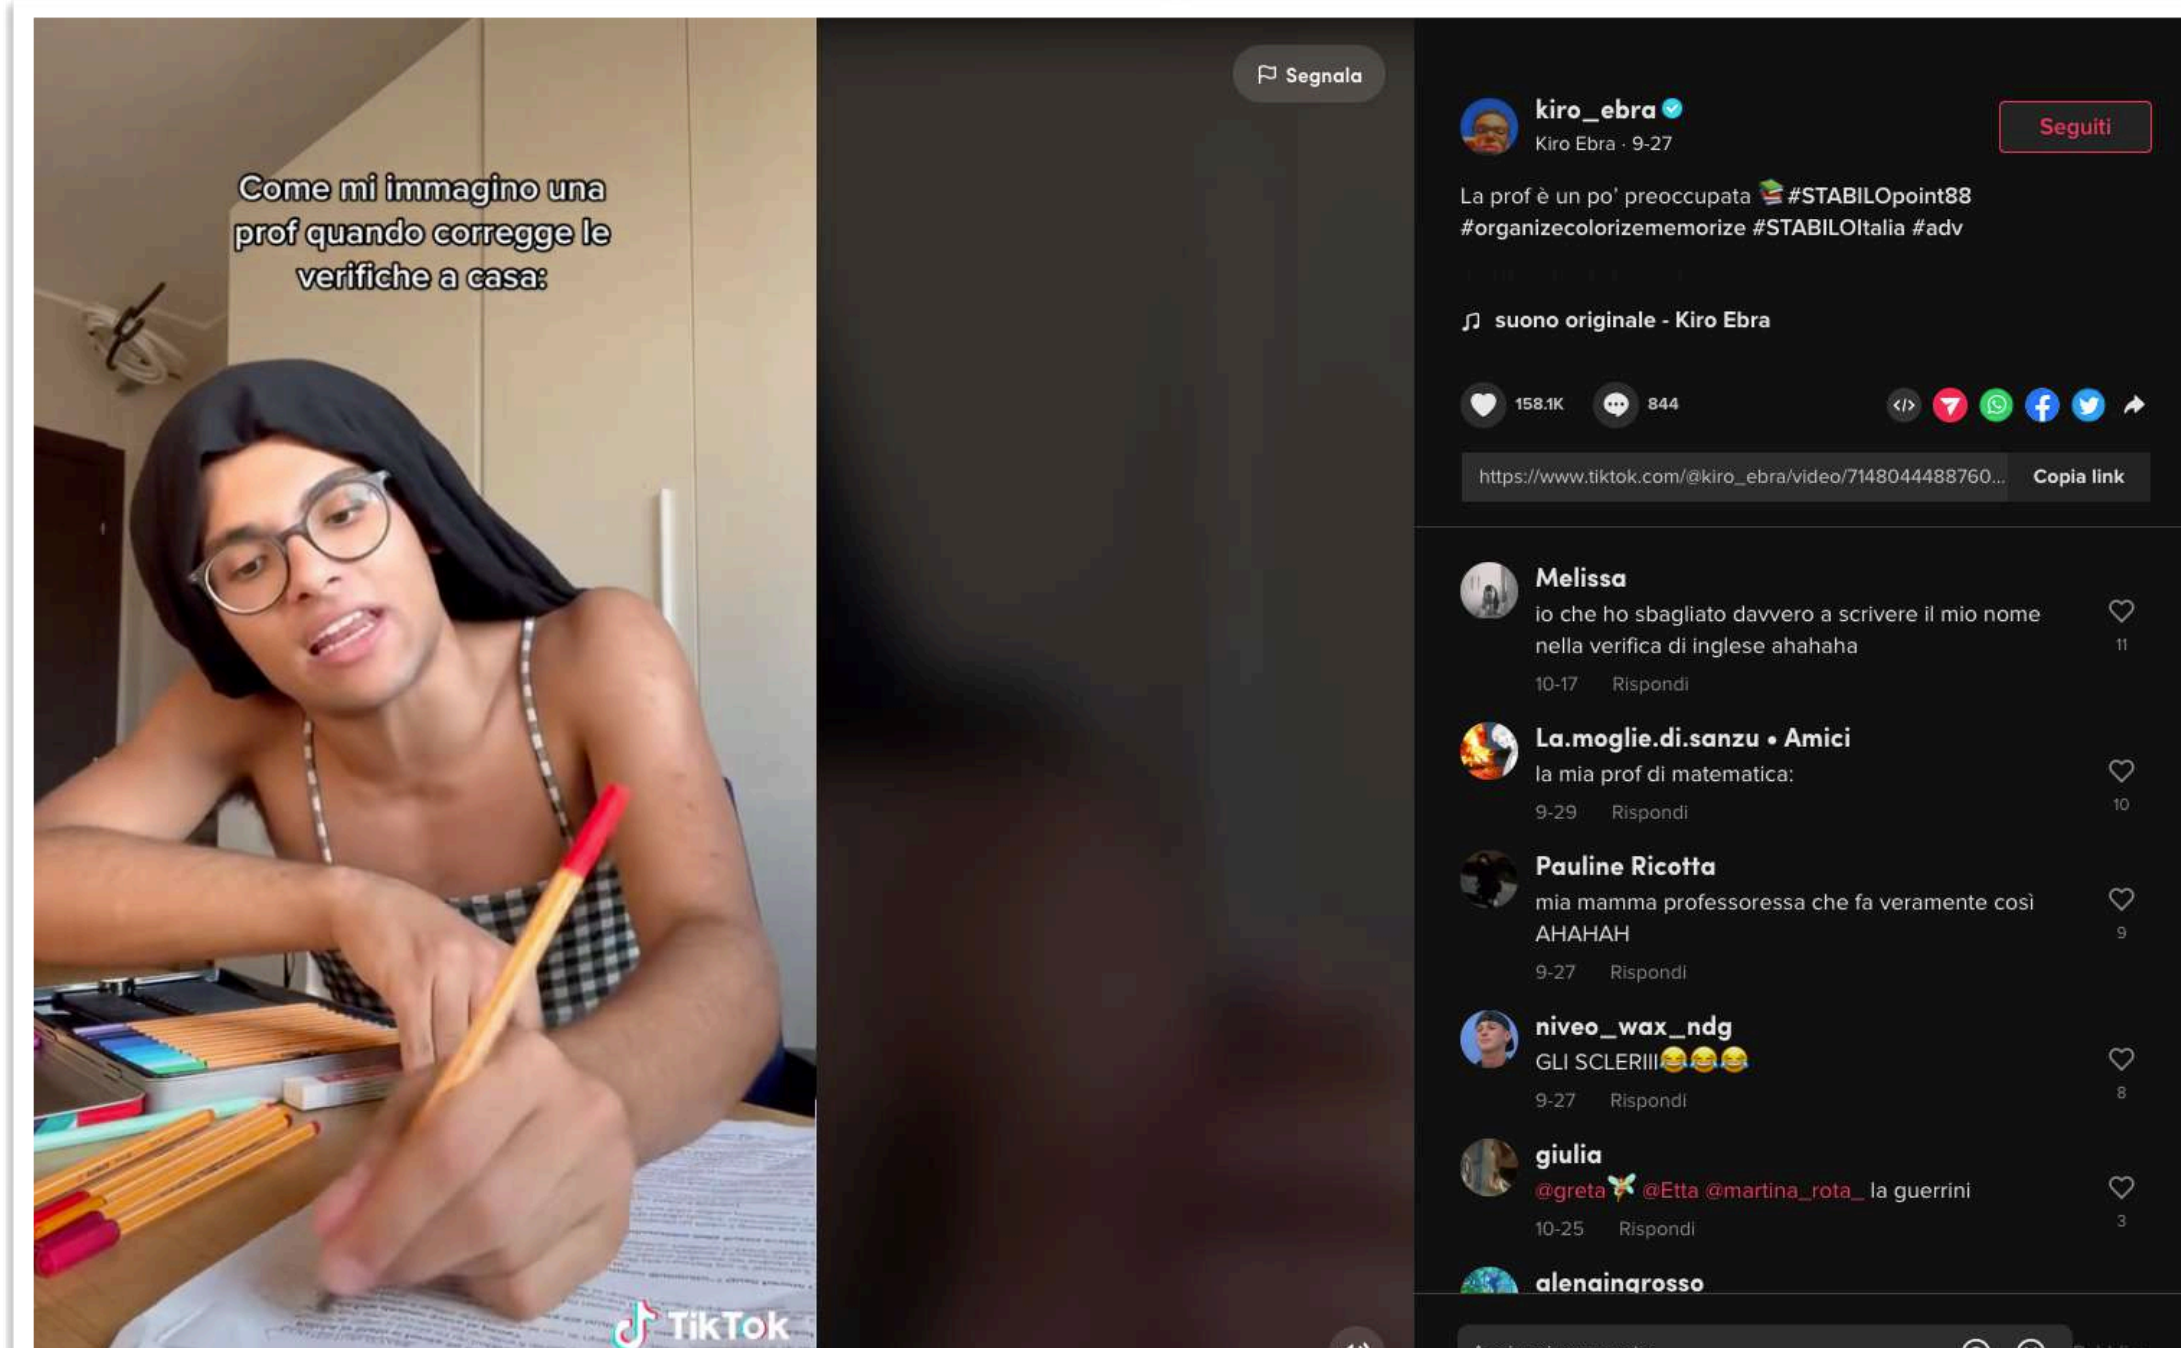 Come mi immagino una
prof quando corregge le
verifiche a casa:
TikTok
Segnala
kiro_ebra
Kiro Ebra · 9-27
Seguiti
La prof è un po' preoccupata 📚#STABILOpoint88
#organizecolorizememorize #STABILOItalia #adv
suono originale - Kiro Ebra
158.1K
844
https://www.tiktok.com/@kiro_ebra/video/7148044488760...
Copia link
Melissa
io che ho sbagliato davvero a scrivere il mio nome
nella verifica di inglese ahahaha
11
10-17 Rispondi
La.moglie.di.sanzu • Amici
la mia prof di matematica:
10
9-29 Rispondi
Pauline Ricotta
mia mamma professoressa che fa veramente così
AHAHAH
9
9-27 Rispondi
niveo_wax_ndg
GLI SCLERIII😂😂😂
8
9-27 Rispondi
giulia
@greta🧚 @Etta @martina_rota_ la guerrini
3
10-25 Rispondi
alenaingrosso